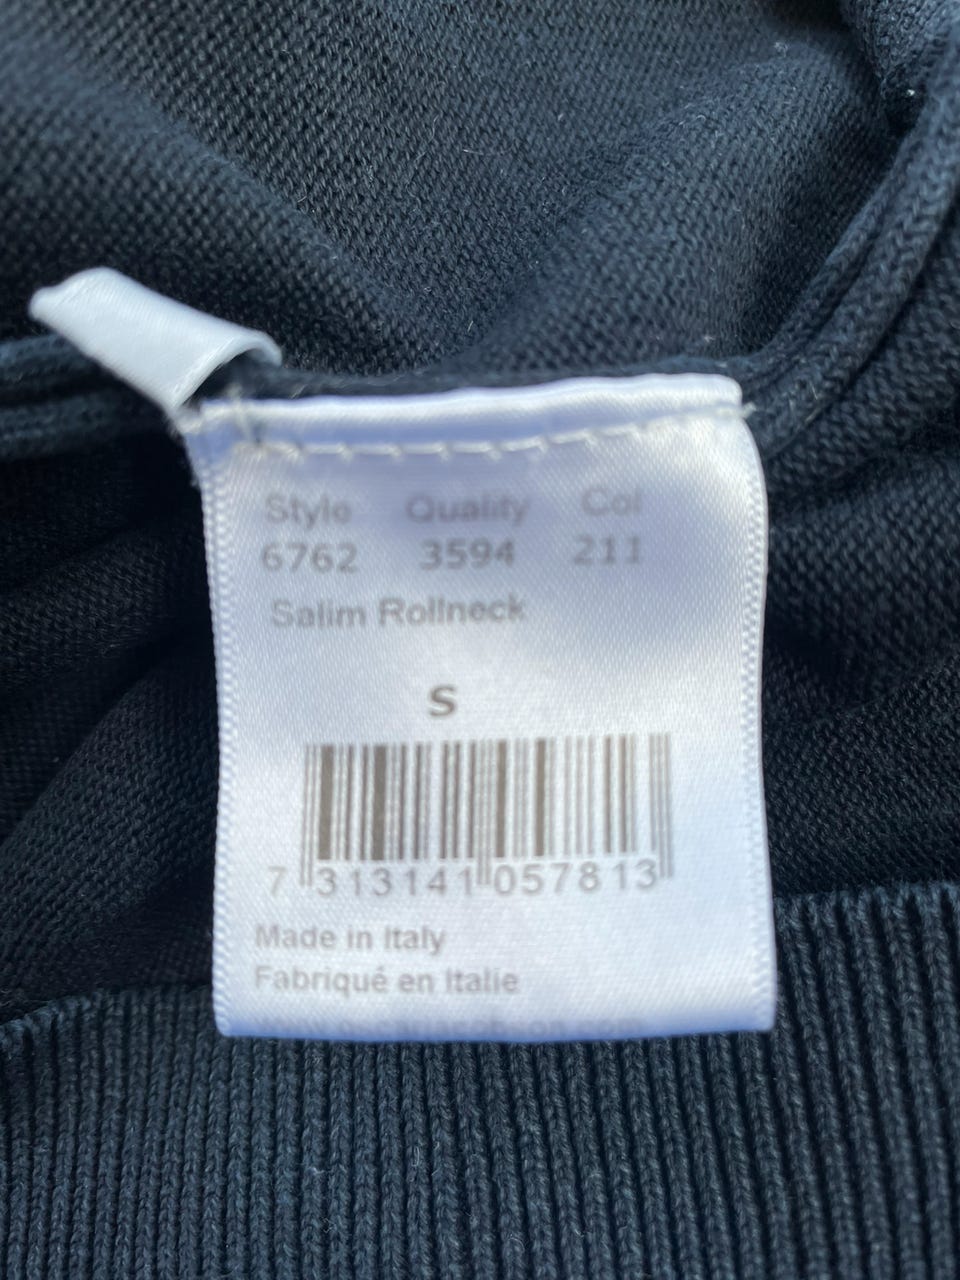 Style Quality Col
6762 3594 211
Salim Rollneck
S
7 313141 057813
Made in Italy
Fabriqué en Italie